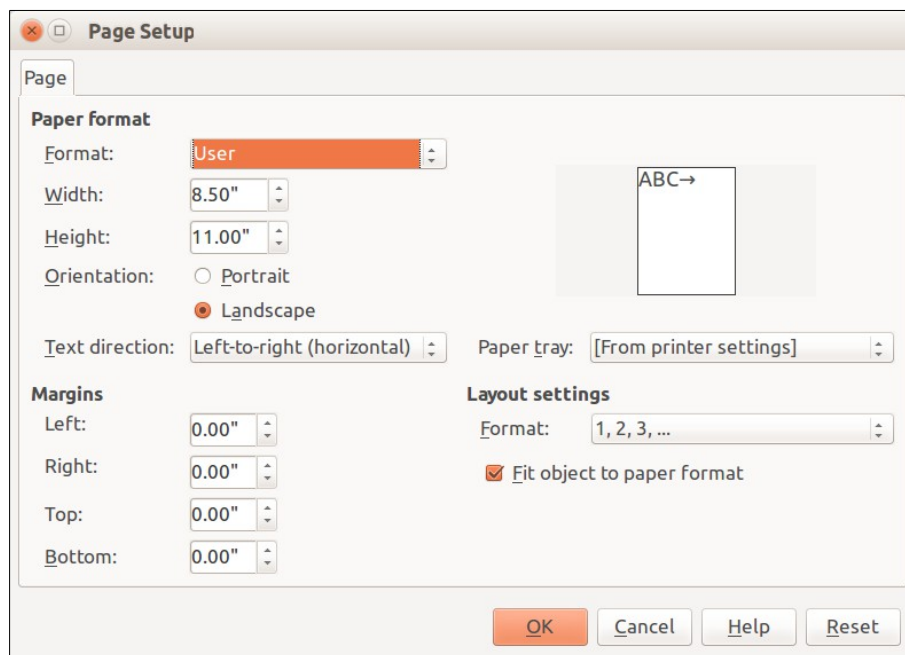 Page Setup
Page
Paper format
Format: User
Width: 8.50"
Height: 11.00"
Orientation: Portrait
Landscape
Text direction: Left-to-right (horizontal)
ABC→
Paper tray: [From printer settings]
Margins
Left: 0.00"
Right: 0.00"
Top: 0.00"
Bottom: 0.00"
Layout settings
Format: 1, 2, 3, ...
Fit object to paper format
OK Cancel Help Reset